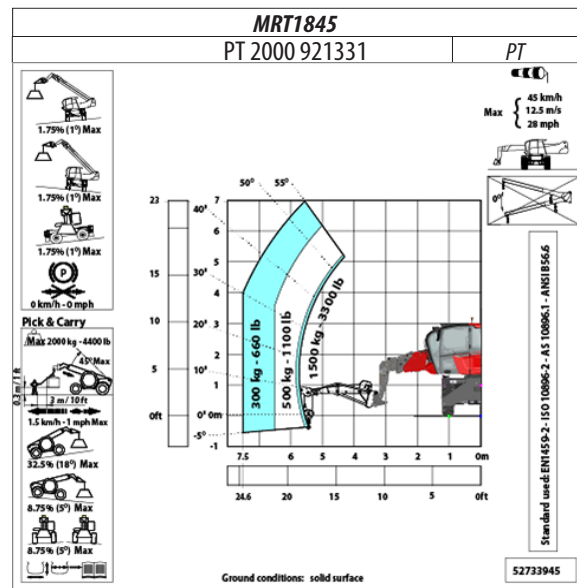 MRT1845
PT 2000 921331
PT
1.75% (1°) Max
1.75% (1°) Max
1.75% (1°) Max
P
0 km/h - 0 mph
Pick & Carry
Max 2000 kg - 4400 lb
45° Max
0.3 m / 1 ft
3 m / 10 ft
1.5 km/h - 1 mph Max
32.5% (18°) Max
8.75% (5°) Max
8.75% (5°) Max
Max
45 km/h
12.5 m/s
28 mph
0°
23
15
10
5
0ft
7
6
5
4
3
2
1
0° 0m
-1
-5°
10°
20°
30°
40°
50°
55°
300 kg - 660 lb
500 kg - 1100 lb
1500 kg - 3300 lb
7.5
6
5
4
3
2
1
0m
24.6
20
15
10
5
0ft
Standard used: EN1459-2 - ISO 10896-2 - AS 10896.1 - ANSI B56.6
Ground conditions: solid surface
52733945